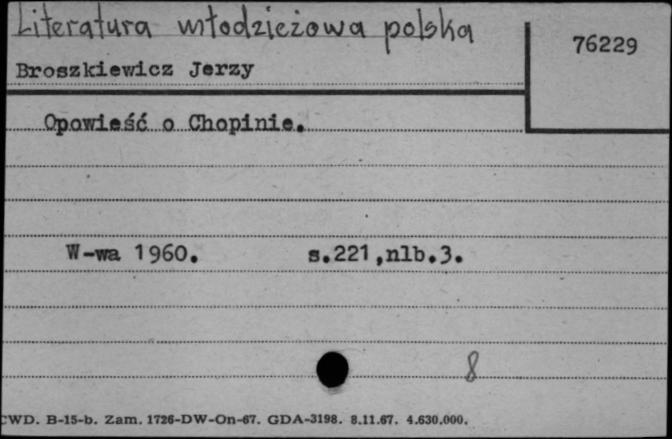 Literatura młodzieżowa polska
76229
Broszkiewicz Jerzy
Opowieść o Chopinie.
W-wa 1960. s.221,nlb.3.
8
CWD. B-15-b. Zam. 1726-DW-On-67. GDA-3198. 8.11.67. 4.630.000.